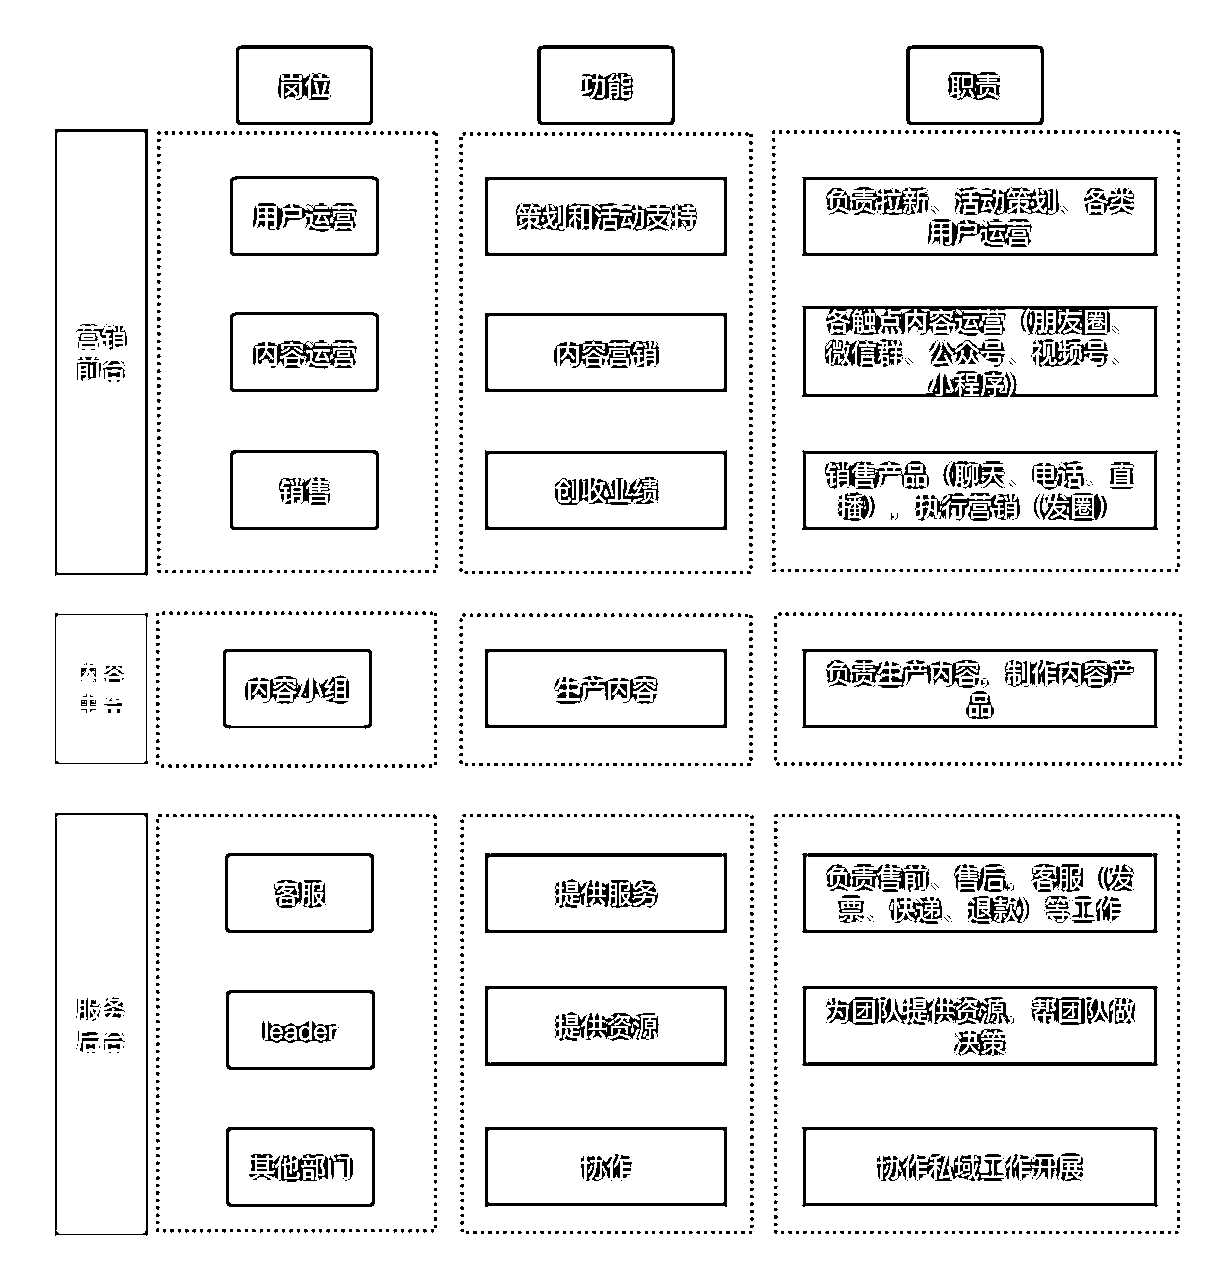 岗位
功能
职责
营销
前台
用户运营
策划和活动支持
负责拉新、活动策划、各类
用户运营
内容运营
内容营销
各触点内容运营（朋友圈、
微信群、公众号、视频号、
小程序）
销售
创收业绩
销售产品（聊天、电话、直
播），执行营销（发圈）
内容
中台
内容小组
生产内容
负责生产内容，制作内容产
品
服务
后台
客服
提供服务
负责售前、售后，客服（发
票、快递、退款）等工作
leader
提供资源
为团队提供资源，帮团队做
决策
其他部门
协作
协作私域工作开展